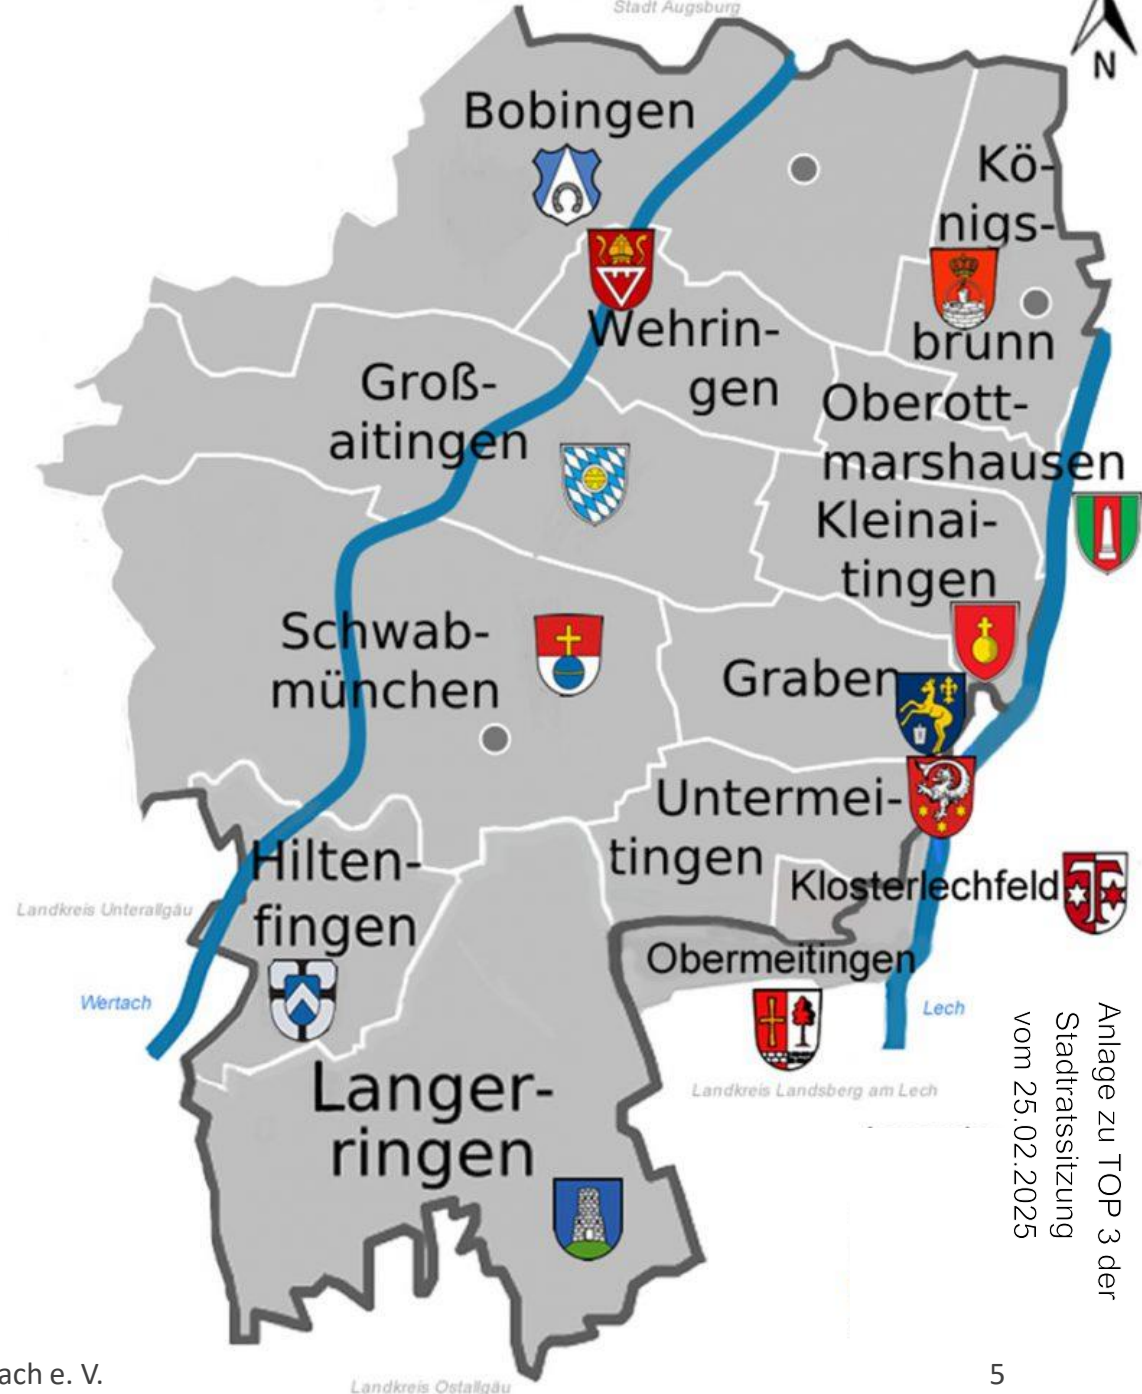 Stadt Augsburg
N
Bobingen
Kö-
nigs-
brunn
Wehrin-
gen
Groß-
aitingen
Oberott-
marshausen
Kleinai-
tingen
Schwab-
münchen
Graben
Untermei-
tingen
Hilten-
fingen
Klosterlechfeld
Landkreis Unterallgäu
Obermeitingen
Wertach
Lech
Landkreis Landsberg am Lech
Langer-
ringen
Anlage zu TOP 3 der
Stadtratssitzung
vom 25.02.2025
ach e. V.
5
Landkreis Ostallgäu